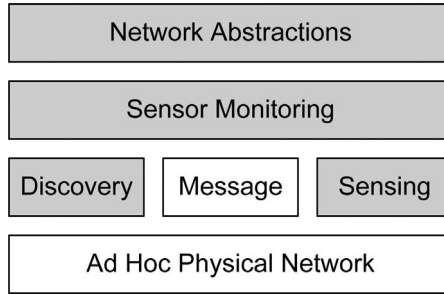 Network Abstractions
Sensor Monitoring
Discovery
Message
Sensing
Ad Hoc Physical Network